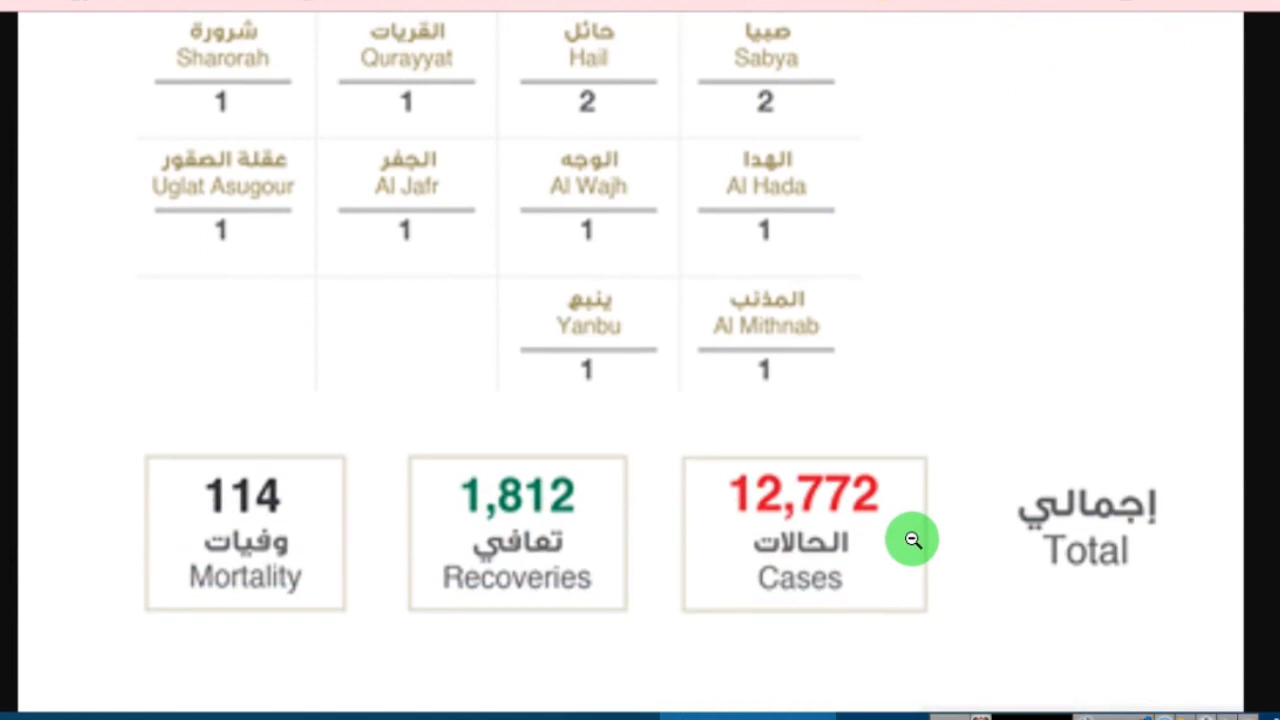 شرورة
Sharorah
1
القريات
Qurayyat
1
حائل
Hail
2
صبيا
Sabya
2
عقلة الصقور
Uglat Asugour
1
الجفر
Al Jafr
1
الوجه
Al Wajh
1
الهدا
Al Hada
1
ينبع
Yanbu
1
المذنب
Al Mithnab
1
114
وفيات
Mortality
1,812
تعافي
Recoveries
12,772
الحالات
Cases
إجمالي
Total